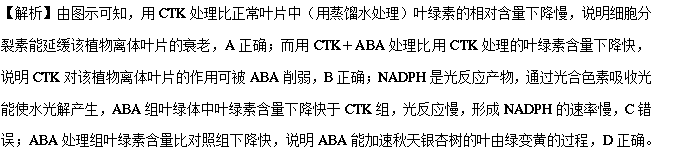 【解析】由图示可知，用 CTK 处理比正常叶片中（用蒸馏水处理）叶绿素的相对含量下降慢，说明细胞分
裂素能延缓该植物离体叶片的衰老，A 正确；而用 CTK＋ABA 处理比用 CTK 处理的叶绿素含量下降快，
说明 CTK 对该植物离体叶片的作用可被 ABA 削弱，B 正确；NADPH 是光反应产物，通过光合色素吸收光
能使水光解产生，ABA 组叶绿体中叶绿素含量下降快于 CTK 组，光反应慢，形成 NADPH 的速率慢，C 错
误；ABA 处理组叶绿素含量比对照组下降快，说明 ABA 能加速秋天银杏树的叶由绿变黄的过程，D 正确。